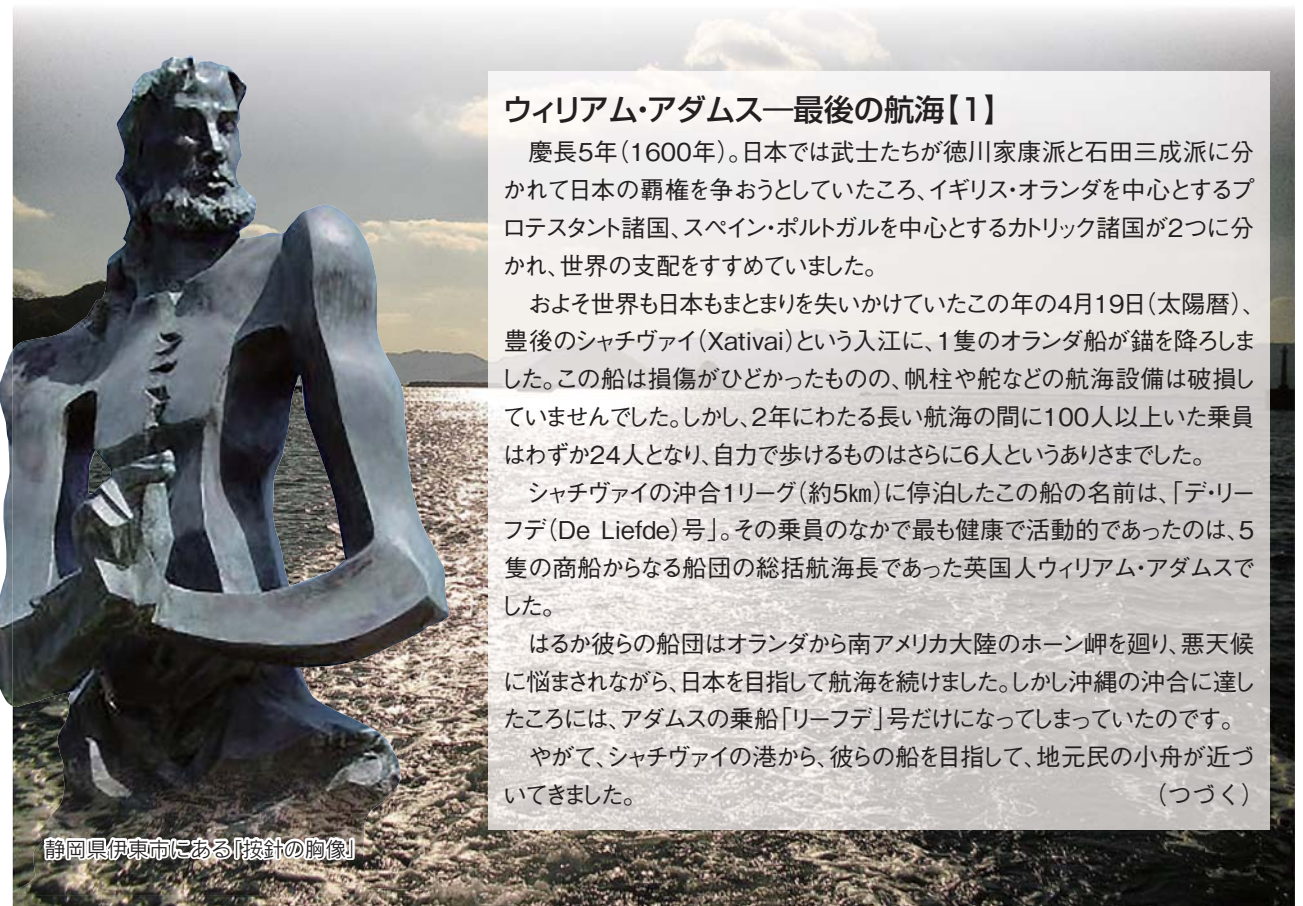 ウィリアム・アダムス―最後の航海【1】
　慶長5年（1600年）。日本では武士たちが徳川家康派と石田三成派に分
かれて日本の覇権を争おうとしていたころ、イギリス・オランダを中心とするプ
ロテスタント諸国、スペイン・ポルトガルを中心とするカトリック諸国が2つに分
かれ、世界の支配をすすめていました。
　およそ世界も日本もまとまりを失いかけていたこの年の4月19日（太陽暦）、
豊後のシャチヴァイ（Xativai）という入江に、1隻のオランダ船が錨を降ろしま
した。この船は損傷がひどかったものの、帆柱や舵などの航海設備は破損し
ていませんでした。しかし、2年にわたる長い航海の間に100人以上いた乗員
はわずか24人となり、自力で歩けるものはさらに6人というありさまでした。
　シャチヴァイの沖合1リーグ（約5㎞）に停泊したこの船の名前は、「デ・リー
フデ（De Liefde）号」。その乗員のなかで最も健康で活動的であったのは、5
隻の商船からなる船団の総括航海長であった英国人ウィリアム・アダムスで
した。
　はるか彼らの船団はオランダから南アメリカ大陸のホーン岬を廻り、悪天候
に悩まされながら、日本を目指して航海を続けました。しかし沖縄の沖合に達し
たころには、アダムスの乗船「リーフデ」号だけになってしまっていたのです。
　やがて、シャチヴァイの港から、彼らの船を目指して、地元民の小舟が近づ
いてきました。　（つづく）
静岡県伊東市にある「按針の胸像」